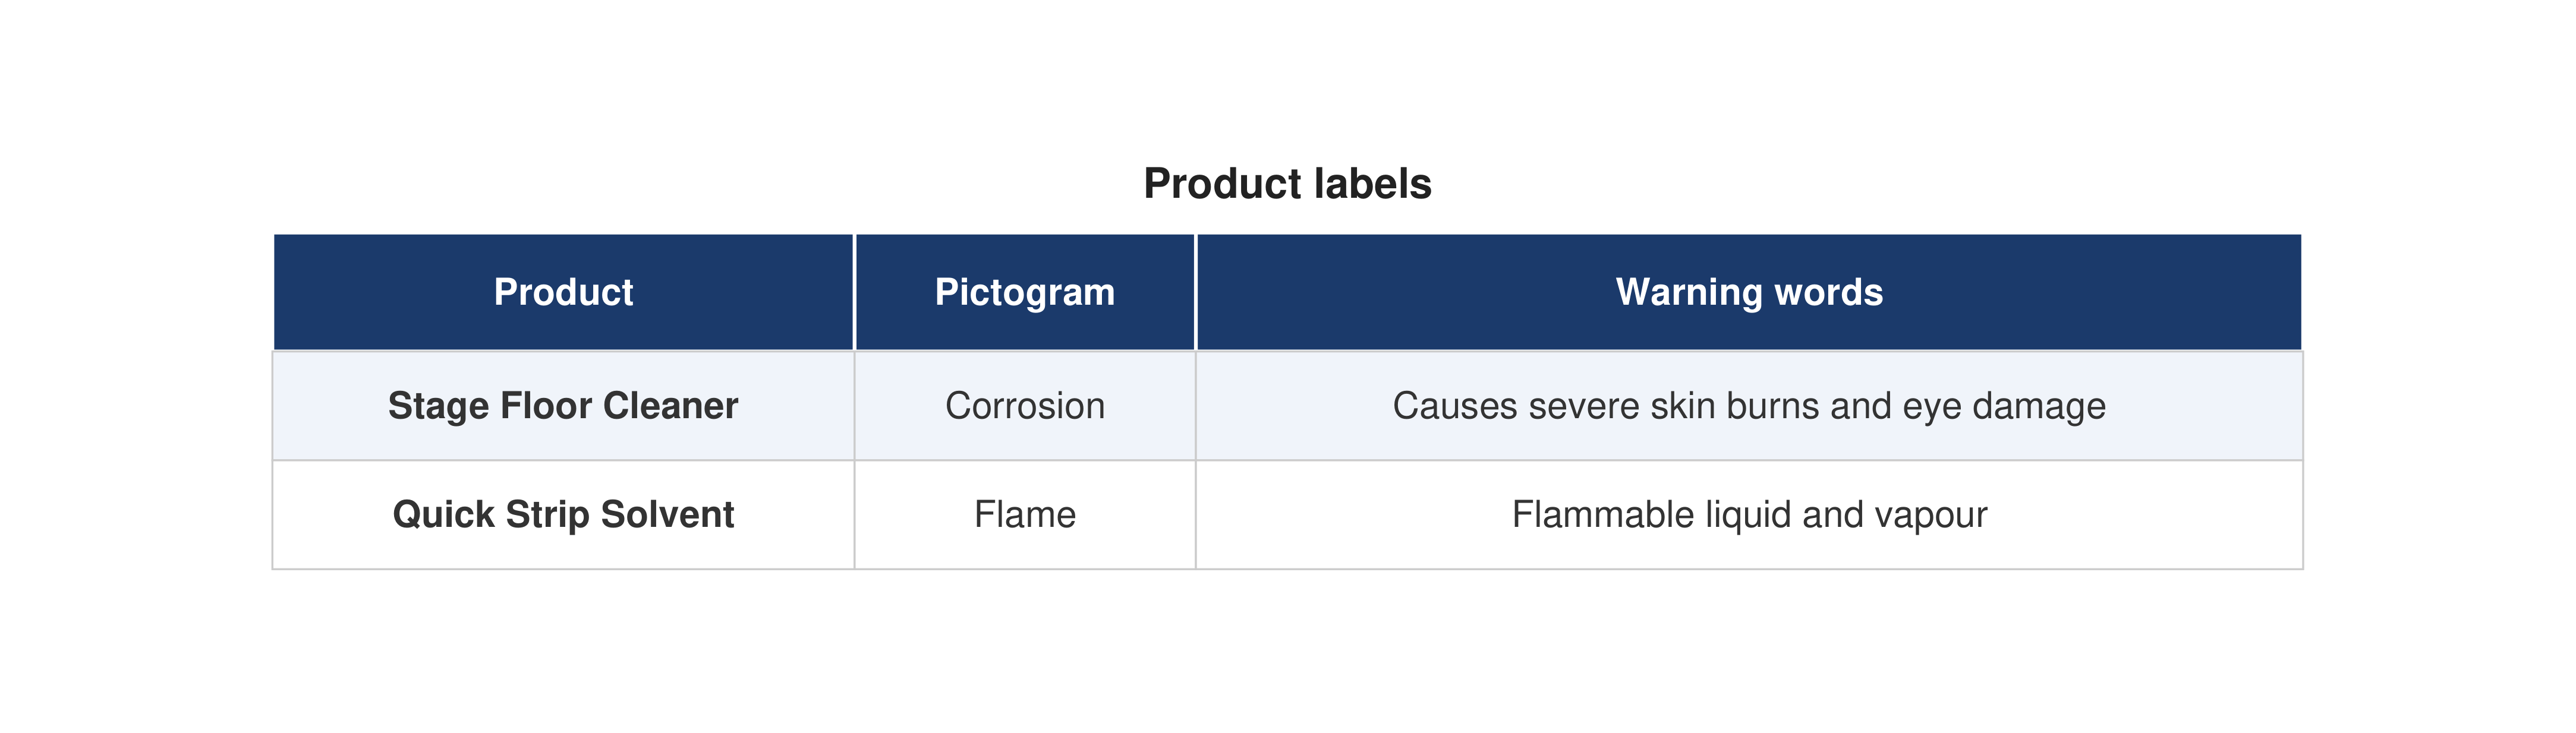 Product labels
Product Pictogram Warning words
Stage Floor Cleaner Corrosion Causes severe skin burns and eye damage
Quick Strip Solvent Flame Flammable liquid and vapour